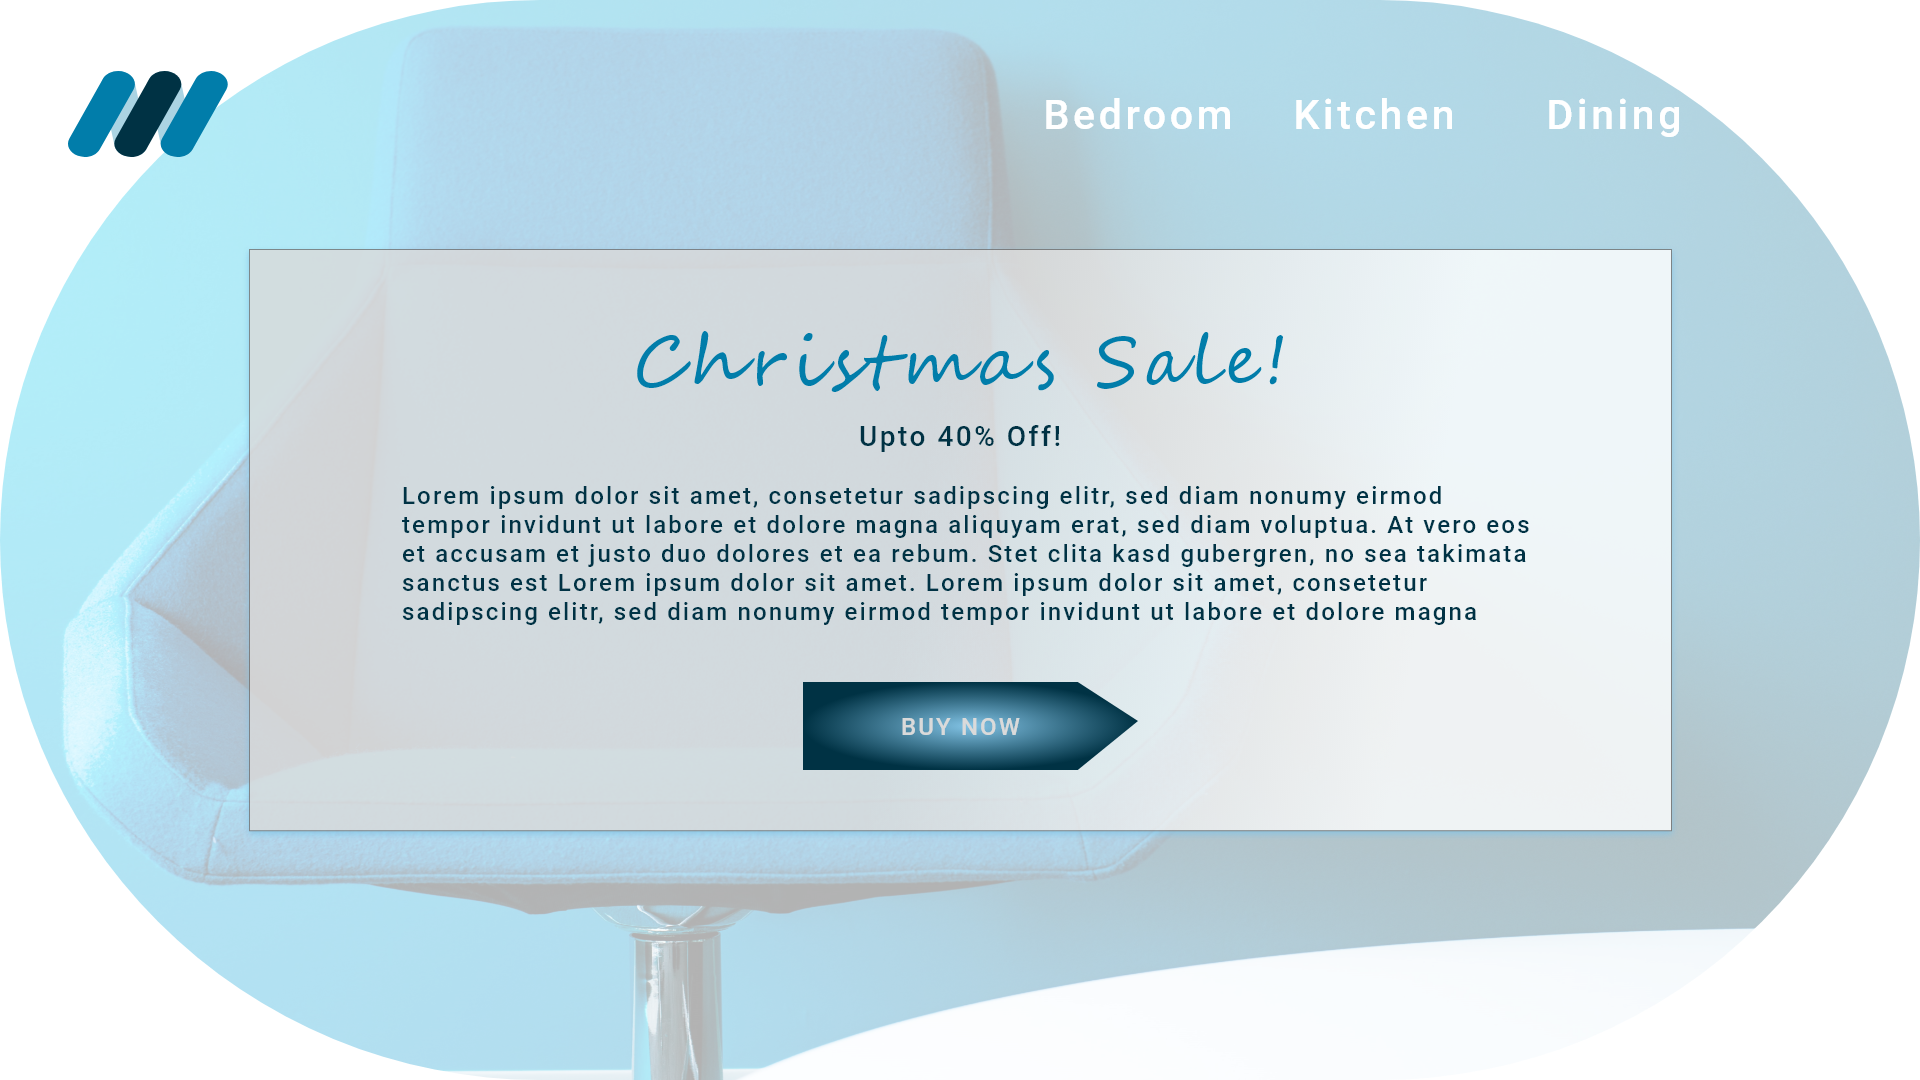 Bedroom Kitchen Dining
Christmas Sale!
Upto 40% Off!
Lorem ipsum dolor sit amet, consetetur sadipscing elitr, sed diam nonumy eirmod
tempor invidunt ut labore et dolore magna aliquyam erat, sed diam voluptua. At vero eos
et accusam et justo duo dolores et ea rebum. Stet clita kasd gubergren, no sea takimata
sanctus est Lorem ipsum dolor sit amet. Lorem ipsum dolor sit amet, consetetur
sadipscing elitr, sed diam nonumy eirmod tempor invidunt ut labore et dolore magna
BUY NOW